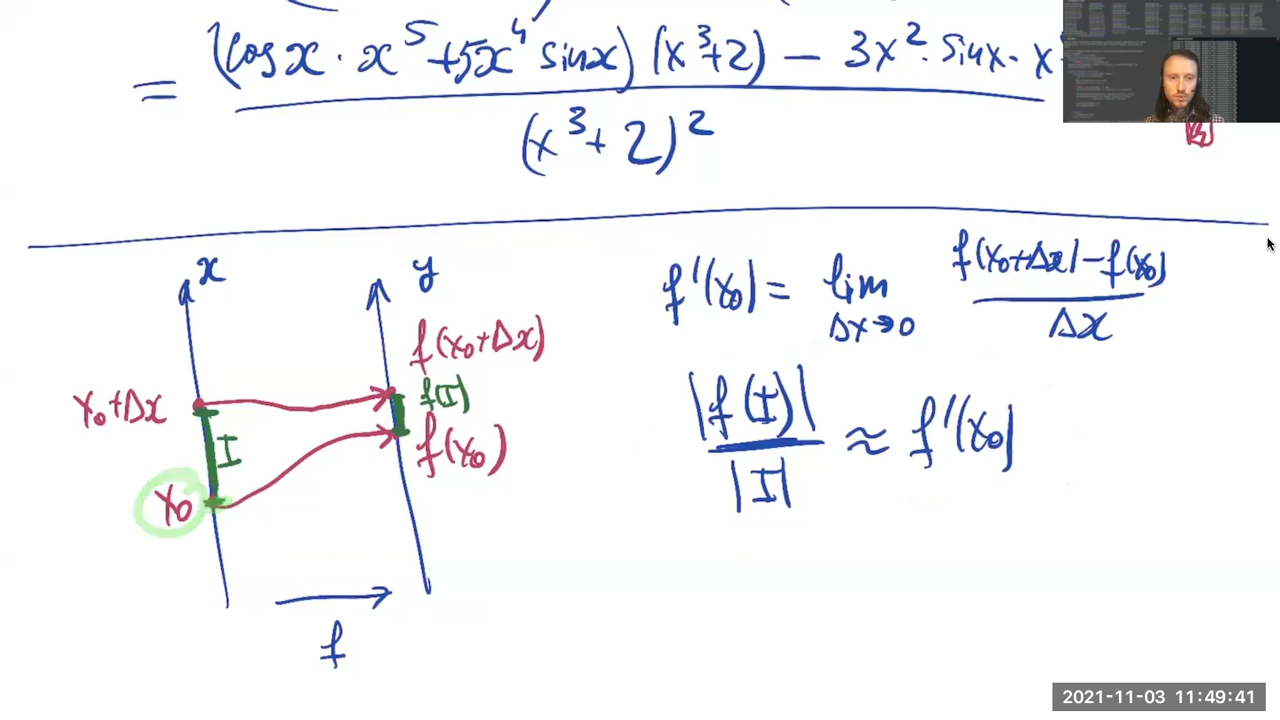 = (cos x · x^5 + 5x^4 sin x) (x^3+2) − 3x^2 · sin x · x
(x^3+2)^2
x
y
f(x0+Δx)
x0+Δx
f(I)
I
f(x0)
x0
f
f'(x0) = lim Δx→0 f(x0+Δx) − f(x0) / Δx
|f(I)| / |I| ≈ f'(x0)
2021-11-03 11:49:41